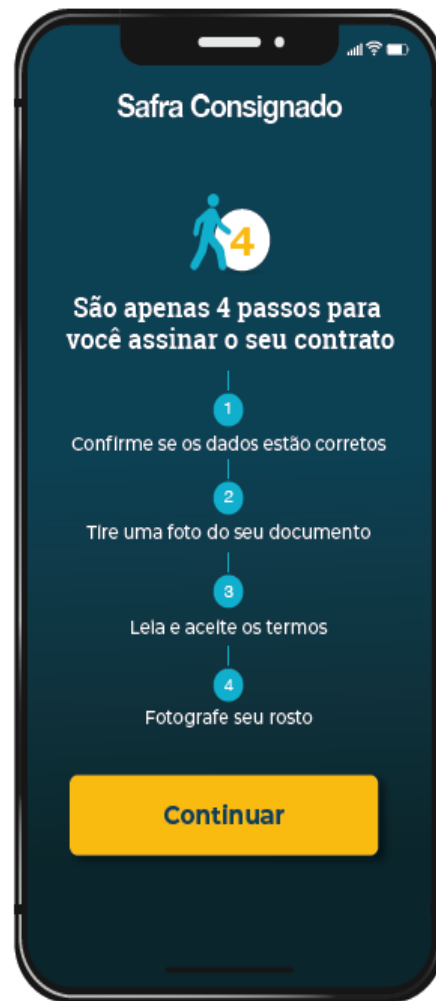 Safra Consignado
4
São apenas 4 passos para
você assinar o seu contrato
1
Confirme se os dados estão corretos
2
Tire uma foto do seu documento
3
Leia e aceite os termos
4
Fotografe seu rosto
Continuar